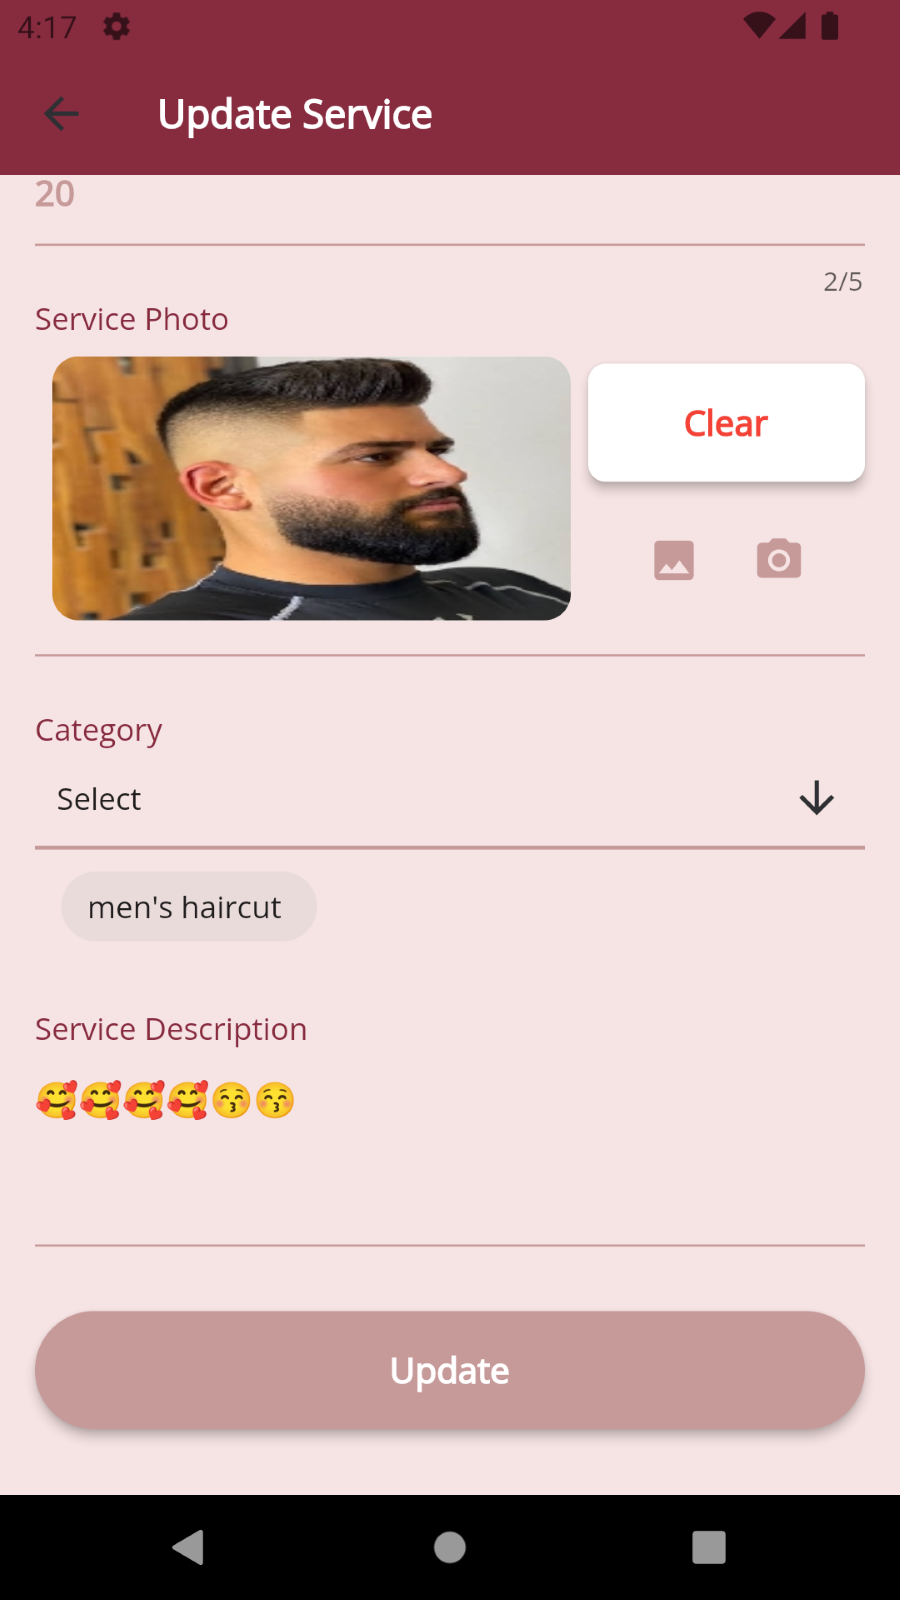 4:17
Update Service
20
2/5
Service Photo
Clear
Category
Select
men's haircut
Service Description
🥰🥰🥰🥰😚😚
Update